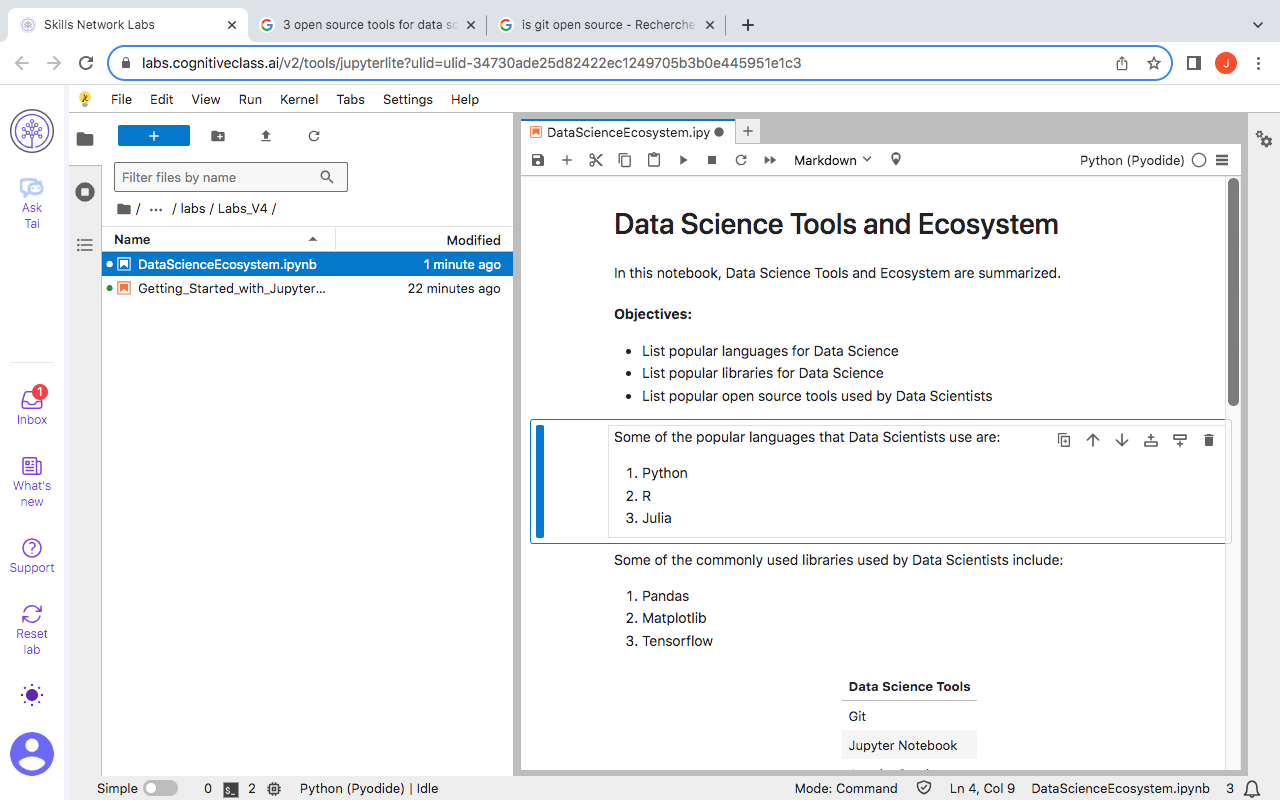 Skills Network Labs
3 open source tools for data sc
is git open source - Recherche
labs.cognitiveclass.ai/v2/tools/jupyterlite?ulid=ulid-34730ade25d82422ec1249705b3b0e445951e1c3
J
File Edit View Run Kernel Tabs Settings Help
Ask
Tai
1
Inbox
What's
new
Support
Reset
lab
+
Filter files by name
/ ··· / labs / Labs_V4 /
Name Modified
DataScienceEcosystem.ipynb 1 minute ago
Getting_Started_with_Jupyter... 22 minutes ago
DataScienceEcosystem.ipy
Markdown
Python (Pyodide)
Data Science Tools and Ecosystem
In this notebook, Data Science Tools and Ecosystem are summarized.
Objectives:
• List popular languages for Data Science
• List popular libraries for Data Science
• List popular open source tools used by Data Scientists
Some of the popular languages that Data Scientists use are:
1. Python
2. R
3. Julia
Some of the commonly used libraries used by Data Scientists include:
1. Pandas
2. Matplotlib
3. Tensorflow
Data Science Tools
Git
Jupyter Notebook
Simple 0 $_ 2 Python (Pyodide) | Idle Mode: Command Ln 4, Col 9 DataScienceEcosystem.ipynb 3